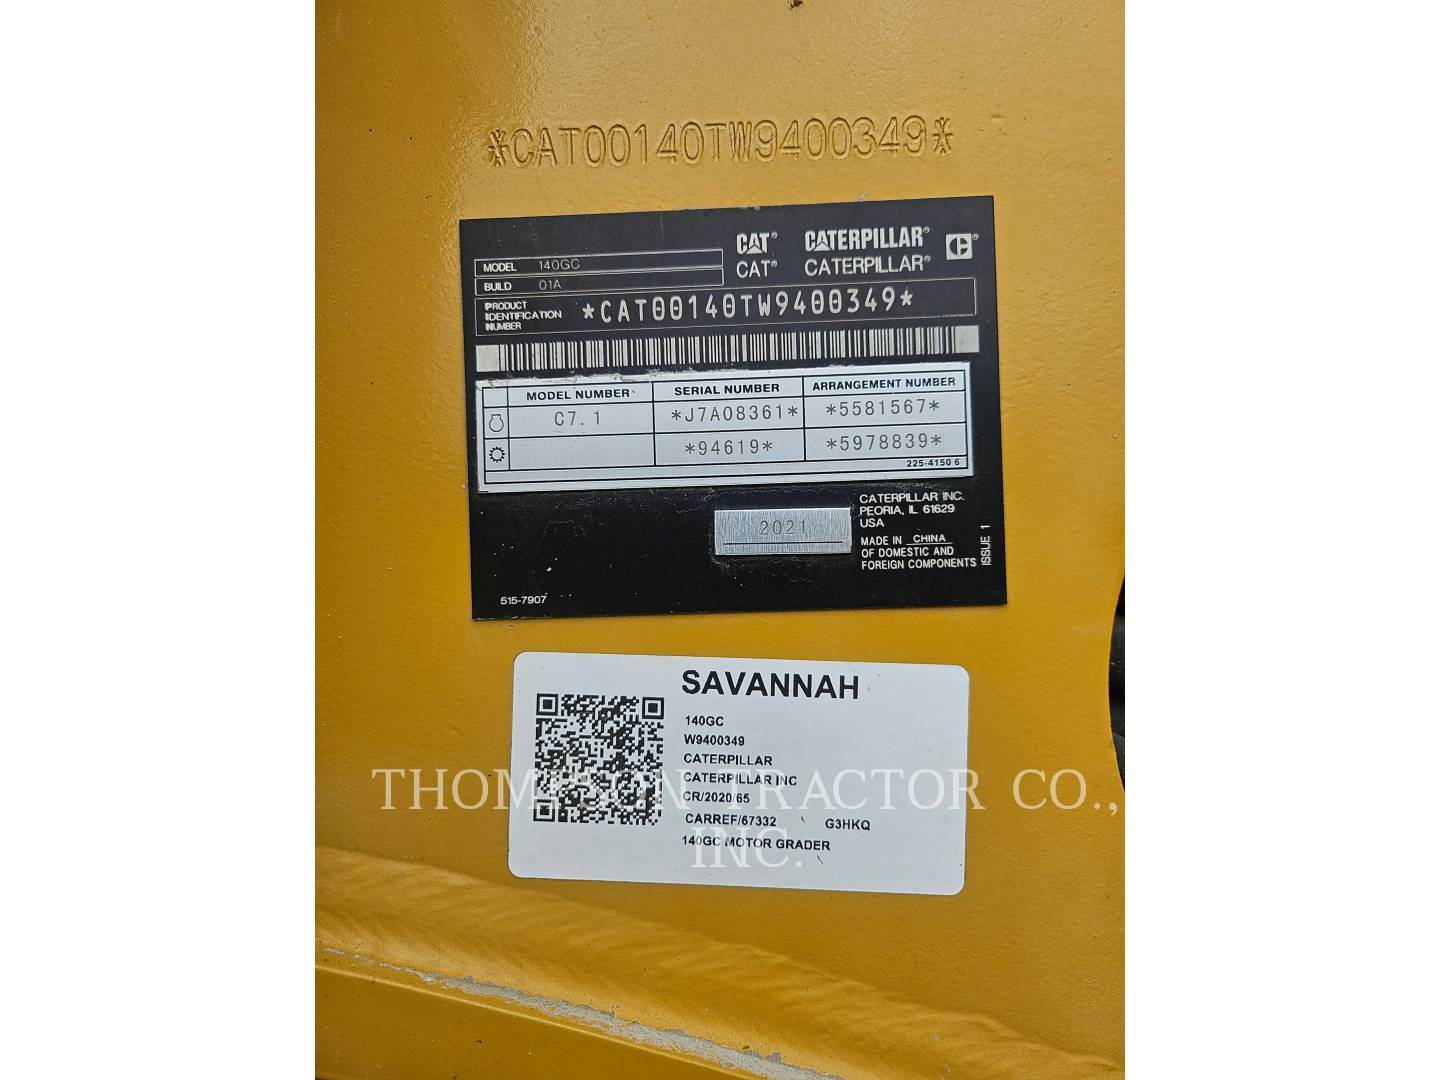 *CAT00140TW9400349*
CAT® CATERPILLAR®
CAT® CATERPILLAR®
MODEL 140GC
BUILD 01A
PRODUCT IDENTIFICATION NUMBER *CAT00140TW9400349*
MODEL NUMBER SERIAL NUMBER ARRANGEMENT NUMBER
C7.1 *J7A08361* *5581567*
*94619* *5978839*
225-4150 6
2021
CATERPILLAR INC.
PEORIA, IL 61629
USA
MADE IN CHINA
OF DOMESTIC AND
FOREIGN COMPONENTS
ISSUE 1
515-7907
SAVANNAH
140GC
W9400349
CATERPILLAR
CATERPILLAR INC
CR/2020/65
CARREF/67332 G3HKQ
140GC MOTOR GRADER
THOMPSON TRACTOR CO.,
INC.